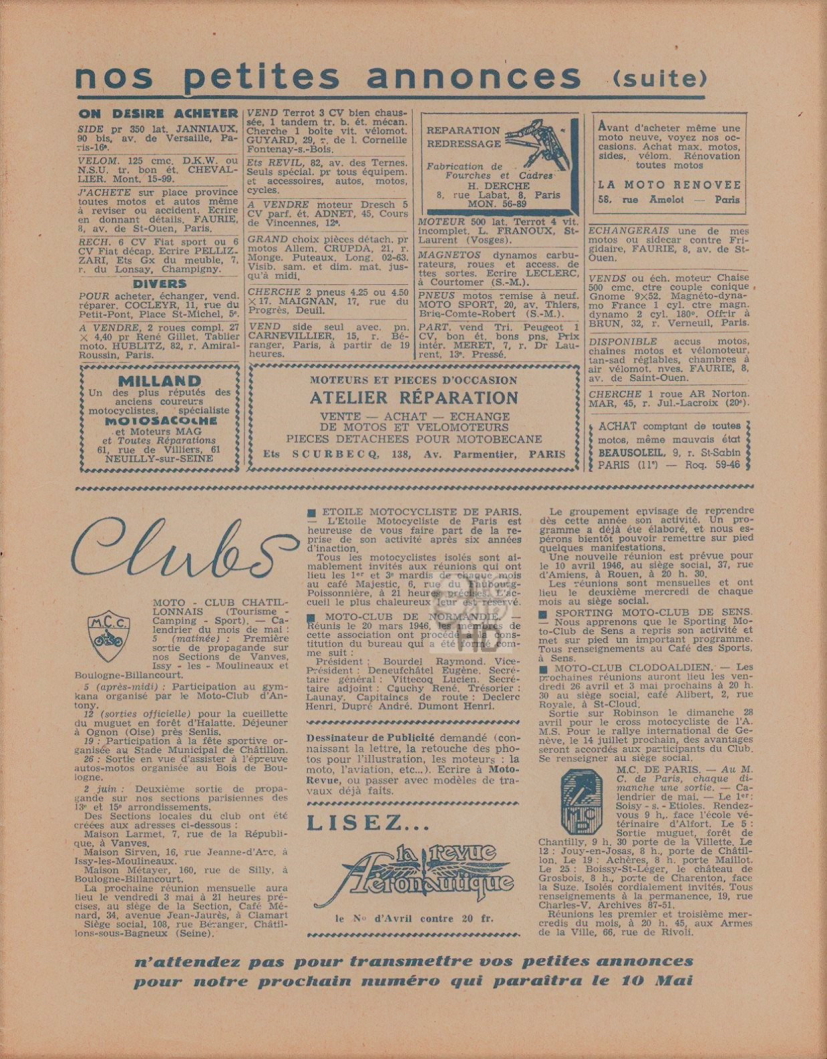 nos petites annonces (suite)
ON DESIRE ACHETER
SIDE pr 350 lat. JANNIAUX,
90 bis, av. de Versaille, Pa-
ris-16e.
VELOM. 125 cmc. D.K.W. ou
N.S.U. tr. bon ét. CHEVAL-
LIER. Mont. 15-99.
J'ACHETE sur place province
toutes motos et autos même
à reviser ou accident. Ecrire
en donnant détails, FAURIE,
8, av. de St-Ouen, Paris.
RECH. 6 CV Fiat sport ou 6
CV Fiat décap. Ecrire PELLIZ-
ZARI, Ets Gx du meuble, 7,
r. du Lonsay, Champigny.
DIVERS
POUR acheter, échanger, vend.
réparer. COCLEYR, 11, rue du
Petit-Pont, Place St-Michel, 5e.
A VENDRE, 2 roues compl. 27
× 4,40 pr René Gillet. Tablier
moto. HUBLITZ, 82, r. Amiral-
Roussin, Paris.
VEND Terrot 3 CV bien chaus-
sée, 1 tandem tr. b. ét. mécan.
Cherche 1 boîte vit. vélomot.
GUYARD, 29, r. de l. Corneille
Fontenay-s.-Bois.
Ets REVIL, 82, av. des Ternes.
Seuls spécial. pr tous équipem.
et accessoires, autos, motos,
cycles.
A VENDRE moteur Dresch 5
CV parf. ét. ADNET, 45, Cours
de Vincennes, 12e.
GRAND choix pièces détach. pr
motos Allem. CRUPDA, 21, r.
Monge. Puteaux, Long. 02-63.
Visib. sam. et dim. mat. jus-
qu'à midi.
CHERCHE 2 pneus 4.25 ou 4.50
×17. MAIGNAN, 17, rue du
Progrès, Deuil.
VEND side seul avec. pn.
CARNEVILLIER, 15, r. Bé-
ranger, Paris, à partir de 19
heures.
REPARATION
REDRESSAGE
Fabrication de
Fourches et Cadres
H. DERCHE
8, rue Labat, 8, Paris
MON. 56-89
MOTEUR 500 lat. Terrot 4 vit.
incomplet. L. FRANOUX, St-
Laurent (Vosges).
MAGNETOS dynamos carbu-
rateurs, roues et access. de
ttes sortes. Ecrire LECLERC,
à Courtomer (S.-M.).
PNEUS motos remise à neuf.
MOTO SPORT, 20, av. Thiers,
Briq-Comte-Robert (S.-M.).
PART. vend Tri. Peugeot 1
CV, bon ét. bons pns. Prix
intér. MERET, 7, r. Dr Lau-
rent, 13e. Pressé.
Avant d'acheter même une
moto neuve, voyez nos oc-
casions. Achat max. motos,
sides, vélom. Rénovation
toutes motos
LA MOTO RENOVEE
58, rue Amelot — Paris
ECHANGERAIS une de mes
motos ou sidecar contre Fri-
gidaire, FAURIE, 8, av. de St-
Ouen.
VENDS ou éch. moteur Chaise
500 cmc. ctre couple conique
Gnome 9×52. Magnéto-dyna-
mo France 1 cyl. ctre magn.
dynamo 2 cyl. 180e. Offrir à
BRUN, 32, r. Verneuil, Paris.
DISPONIBLE accus motos,
chaînes motos et vélomoteur,
tan-sad réglables, chambres à
air vélomot. nves. FAURIE, 8,
av. de Saint-Ouen.
CHERCHE 1 roue AR Norton.
MAR, 45, r. Jul.-Lacroix (20e).
MILLAND
Un des plus réputés des
anciens coureurs
motocyclistes, spécialiste
MOTOSACOCHE
et Moteurs MAG
et Toutes Réparations
61, rue de Villiers, 61
NEUILLY-sur-SEINE
MOTEURS ET PIECES D'OCCASION
ATELIER RÉPARATION
VENTE — ACHAT — ECHANGE
DE MOTOS ET VELOMOTEURS
PIECES DETACHEES POUR MOTOBECANE
Ets SCURBECQ, 138, Av. Parmentier, PARIS
ACHAT comptant de toutes
motos, même mauvais état
BEAUSOLEIL, 9, r. St-Sabin
PARIS (11e) — Roq. 59-46
Clubs
M.C.C.
MOTO - CLUB CHATIL-
LONNAIS (Tourisme -
Camping - Sport). — Ca-
lendrier du mois de mai :
5 (matinée) : Première
sortie de propagande sur
nos Sections de Vanves,
Issy - les - Moulineaux et
Boulogne-Billancourt.
5 (après-midi) : Participation au gym-
kana organisé par le Moto-Club d'An-
tony.
12 (sorties officielle) pour la cueillette
du muguet en forêt d'Halatte. Déjeuner
à Ognon (Oise) près Senlis.
19 : Participation à la fête sportive or-
ganisée au Stade Municipal de Châtillon.
26 : Sortie en vue d'assister à l'épreuve
autos-motos organisée au Bois de Bou-
logne.
2 juin : Deuxième sortie de propa-
gande sur nos sections parisiennes des
13e et 15e arrondissements.
Des Sections locales du club ont été
créées aux adresses ci-dessous :
Maison Larmet, 7, rue de la Républi-
que, à Vanves.
Maison Sirven, 16, rue Jeanne-d'Arc, à
Issy-les-Moulineaux.
Maison Métayer, 160, rue de Silly, à
Boulogne-Billancourt.
La prochaine réunion mensuelle aura
lieu le vendredi 3 mai à 21 heures pré-
cises, au siège de la Section, Café Mé-
nard, 34, avenue Jean-Jaurès, à Clamart
Siège social, 108, rue Béranger, Châtil-
lons-sous-Bagneux (Seine).
■ ETOILE MOTOCYCLISTE DE PARIS.
— L'Etoile Motocycliste de Paris est
heureuse de vous faire part de la re-
prise de son activité après six années
d'inaction.
Tous les motocyclistes isolés sont ai-
mablement invités aux réunions qui ont
lieu les 1er et 3e mardis de chaque mois
au café Majestic, 6, rue du Faubourg-
Poissonnière, à 21 heures, où un ac-
cueil le plus chaleureux leur est réservé.
■ MOTO-CLUB DE NORMANDIE. —
Réunis le 20 mars 1946, les membres de
cette association ont procédé à la cons-
titution du bureau qui a été formé com-
me suit :
Président : Bourdel Raymond. Vice-
Président : Deneufchâtel Eugène. Secré-
taire général : Vittecoq Lucien. Secré-
taire adjoint : Cauchy René. Trésorier :
Launay. Capitaines de route : Declerc
Henri, Dupré André. Dumont Henri.
Dessinateur de Publicité demandé (con-
naissant la lettre, la retouche des pho-
tos pour l'illustration, les moteurs : la
moto, l'aviation, etc...). Ecrire à Moto-
Revue, ou passer avec modèles de tra-
vaux déjà faits.
LISEZ...
la revue
Aéronautique
le No d'Avril contre 20 fr.
Le groupement envisage de reprendre
dès cette année son activité. Un pro-
gramme a déjà été élaboré, et nous es-
pérons bientôt pouvoir remettre sur pied
quelques manifestations.
Une nouvelle réunion est prévue pour
le 10 avril 1946, au siège social, 37, rue
d'Amiens, à Rouen, à 20 h. 30.
Les réunions sont mensuelles et ont
lieu le deuxième mercredi de chaque
mois au siège social.
■ SPORTING MOTO-CLUB DE SENS.
— Nous apprenons que le Sporting Mo-
to-Club de Sens a repris son activité et
met sur pied un important programme.
Tous renseignements au Café des Sports,
à Sens.
■ MOTO-CLUB CLODOALDIEN. — Les
prochaines réunions auront lieu les ven-
dredi 26 avril et 3 mai prochains à 20 h.
30 au siège social, café Alibert, 2, rue
Royale, à St-Cloud.
Sortie sur Robinson le dimanche 28
avril pour le cross motocycliste de l'A.
M.S. Pour le rallye international de Ge-
nève, le 14 juillet prochain, des avantages
seront accordés aux participants du Club.
Se renseigner au siège social.
M.C. DE PARIS. — Au M.
C. de Paris, chaque di-
manche une sortie. — Ca-
lendrier de mai. — Le 1er:
Soisy - s. - Etioles. Rendez-
vous 9 h., face l'école vé-
térinaire d'Alfort. Le 5 :
Sortie muguet, forêt de
Chantilly, 9 h. 30 porte de la Villette. Le
12 : Jouy-en-Josas, 8 h., porte de Châtil-
lon. Le 19 : Achères, 8 h. porte Maillot.
Le 25 : Boissy-St-Léger, le château de
Grosbois, 8 h., porte de Charenton, face
la Suze. Isolés cordialement invités. Tous
renseignements à la permanence, 19, rue
Charles-V, Archives 87-51.
Réunions les premier et troisième mer-
credis du mois, à 20 h. 45, aux Armes
de la Ville, 66, rue de Rivoli.
n'attendez pas pour transmettre vos petites annonces
pour notre prochain numéro qui paraîtra le 10 Mai